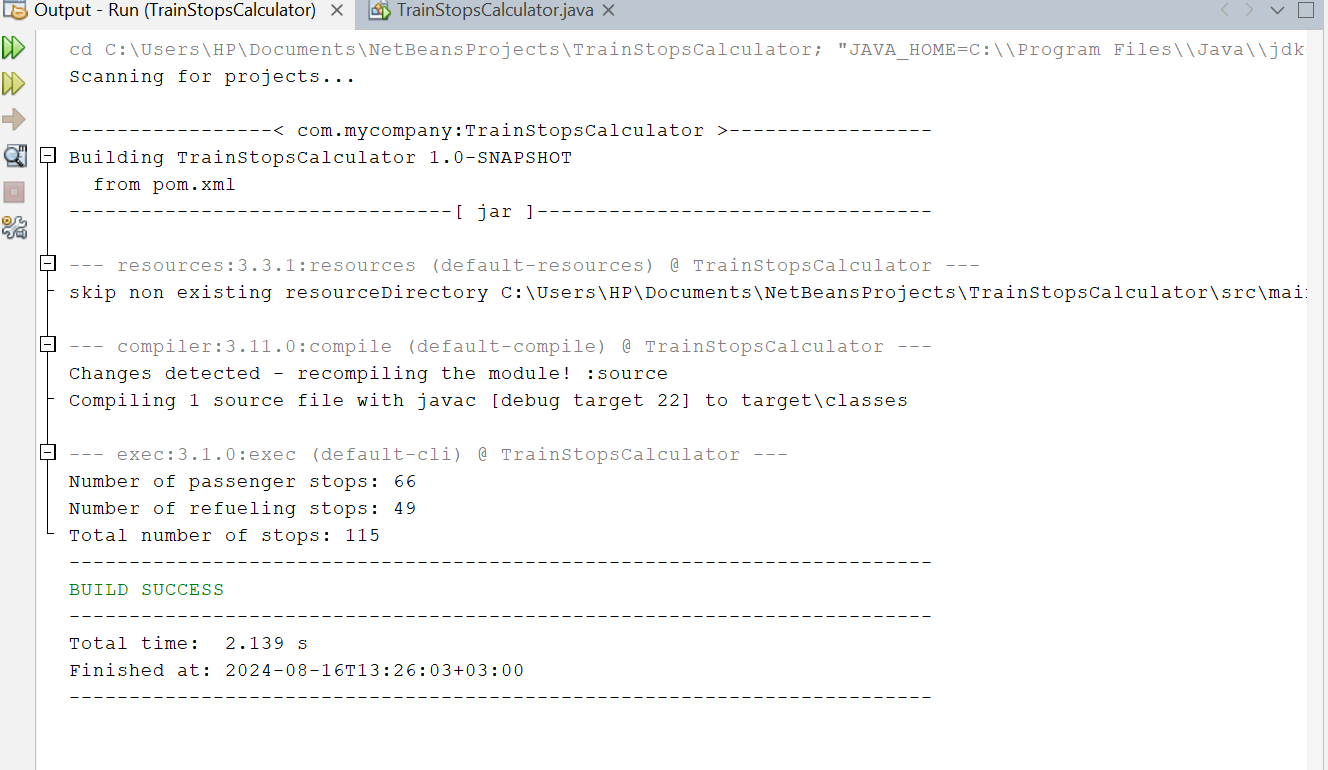 Output - Run (TrainStopsCalculator) TrainStopsCalculator.java
cd C:\Users\HP\Documents\NetBeansProjects\TrainStopsCalculator; "JAVA_HOME=C:\\Program Files\\Java\\jdk
Scanning for projects...
-----------------< com.mycompany:TrainStopsCalculator >-----------------
Building TrainStopsCalculator 1.0-SNAPSHOT
from pom.xml
--------------------------------[ jar ]---------------------------------
--- resources:3.3.1:resources (default-resources) @ TrainStopsCalculator ---
skip non existing resourceDirectory C:\Users\HP\Documents\NetBeansProjects\TrainStopsCalculator\src\mai
--- compiler:3.11.0:compile (default-compile) @ TrainStopsCalculator ---
Changes detected - recompiling the module! :source
Compiling 1 source file with javac [debug target 22] to target\classes
--- exec:3.1.0:exec (default-cli) @ TrainStopsCalculator ---
Number of passenger stops: 66
Number of refueling stops: 49
Total number of stops: 115
------------------------------------------------------------------------
BUILD SUCCESS
------------------------------------------------------------------------
Total time:  2.139 s
Finished at: 2024-08-16T13:26:03+03:00
------------------------------------------------------------------------